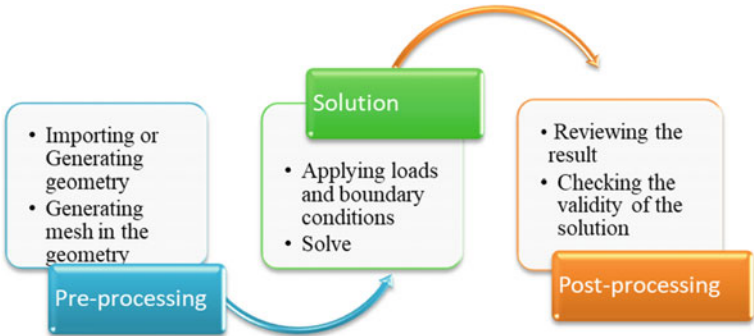 • Importing or
Generating
geometry
• Generating
mesh in the
geometry
Pre-processing
Solution
• Applying loads
and boundary
conditions
• Solve
• Reviewing the
result
• Checking the
validity of the
solution
Post-processing